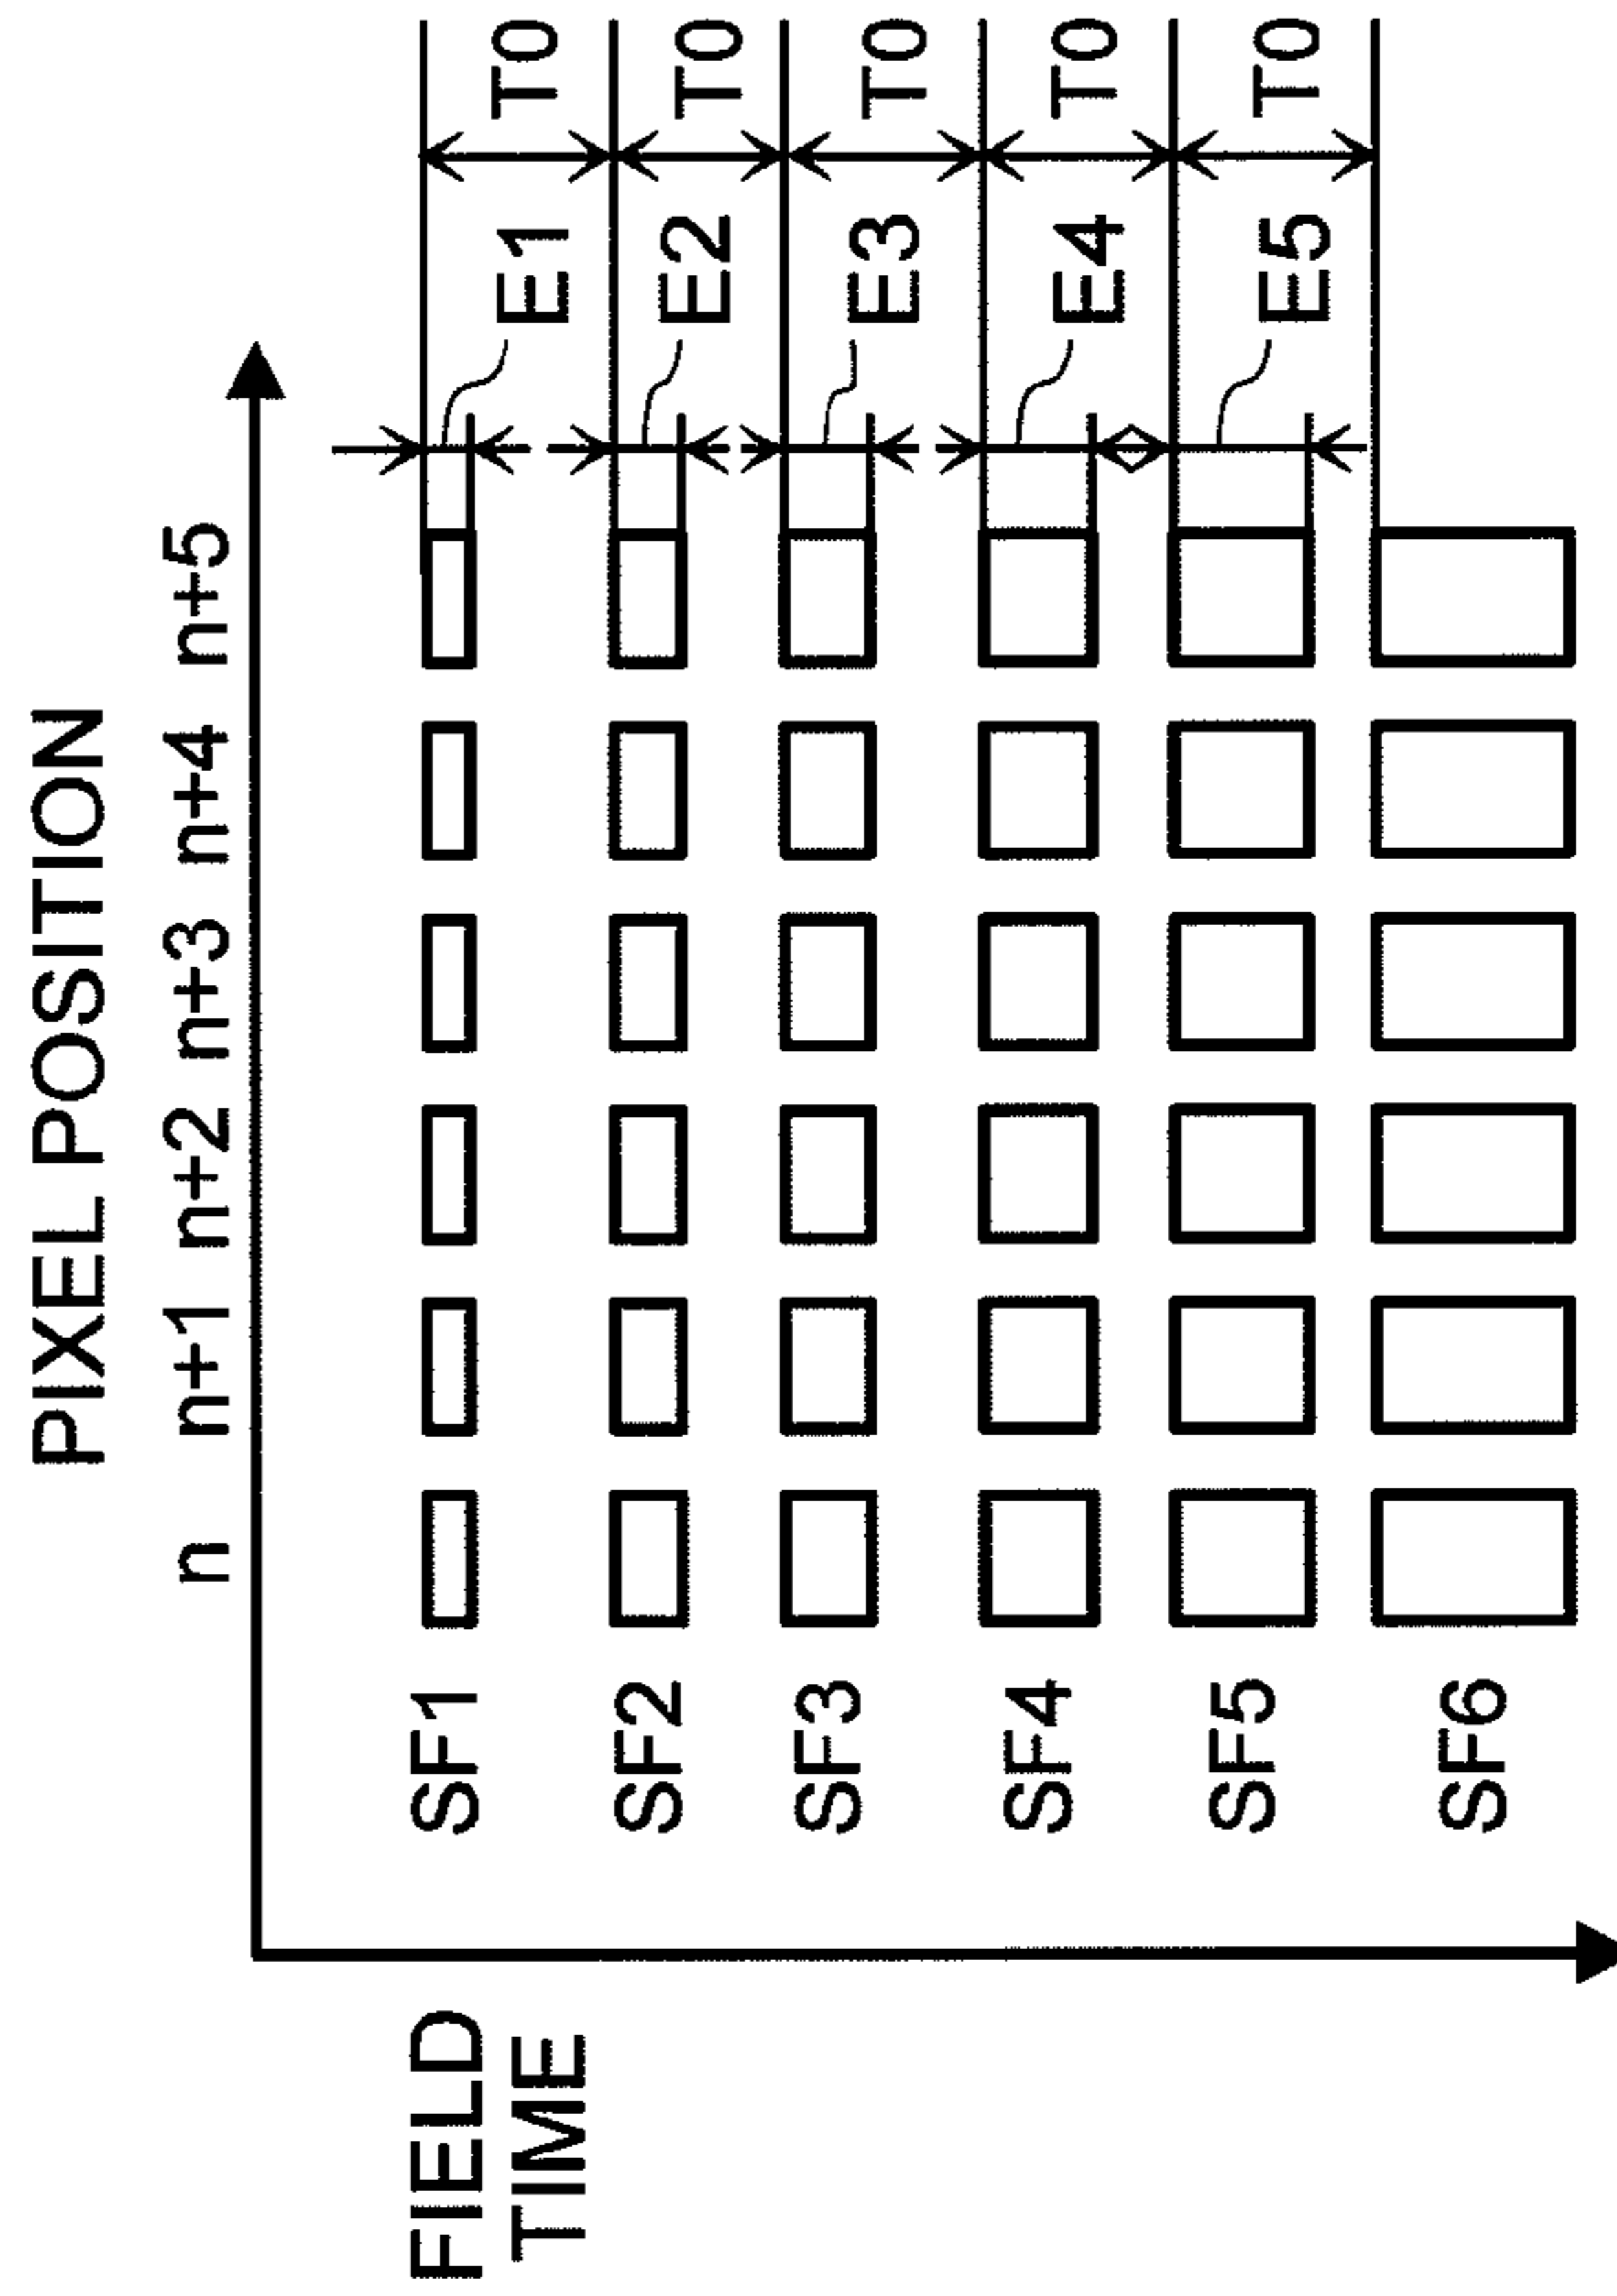 PIXEL POSITION
n n+1 n+2 n+3 n+4 n+5
FIELD
TIME
SF1 E1 T0
SF2 E2 T0
SF3 E3 T0
SF4 E4 T0
SF5 E5 T0
SF6